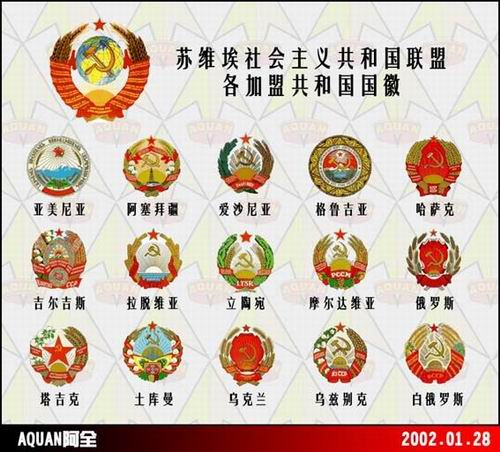 苏维埃社会主义共和国联盟
各加盟共和国国徽
亚美尼亚 阿塞拜疆 爱沙尼亚 格鲁吉亚 哈萨克
吉尔吉斯 拉脱维亚 立陶宛 摩尔达维亚 俄罗斯
LTSR РССМ
塔吉克 土库曼 乌克兰 乌兹别克 白俄罗斯
AQUAN阿全 2002.01.28